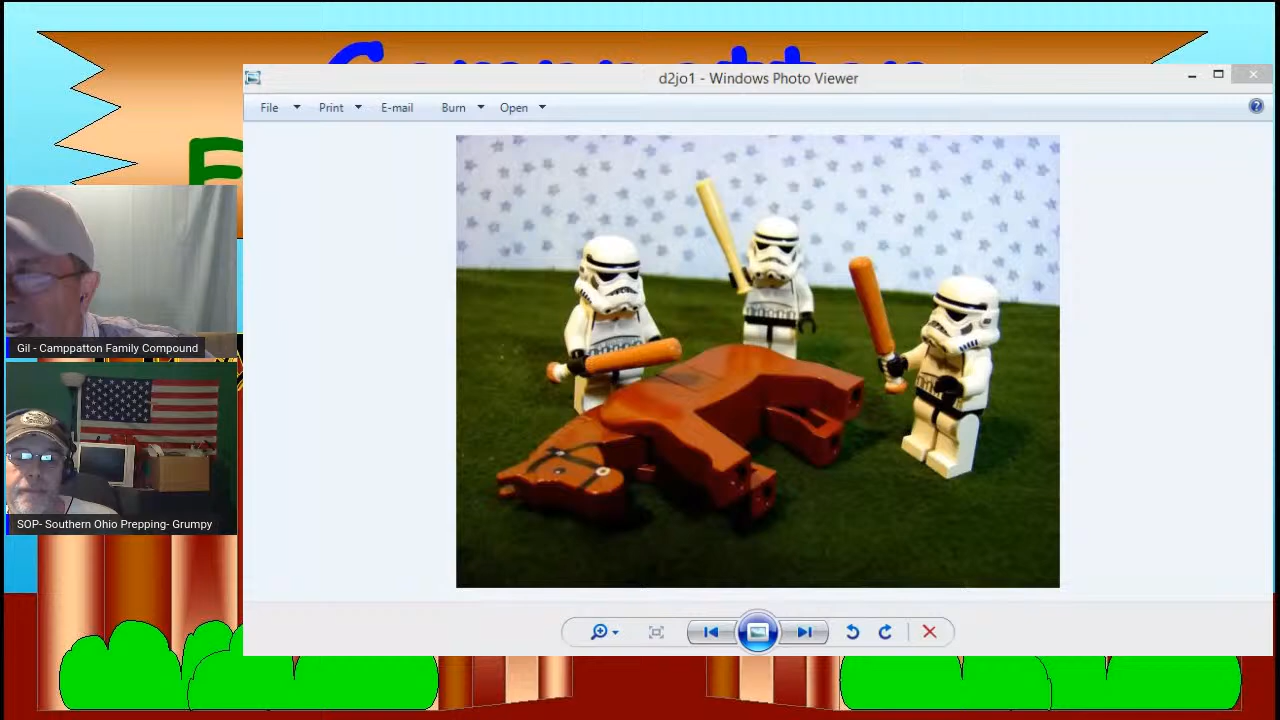 d2jo1 - Windows Photo Viewer
File Print E-mail Burn Open
Gil - Camppatton Family Compound
SOP- Southern Ohio Prepping- Grumpy